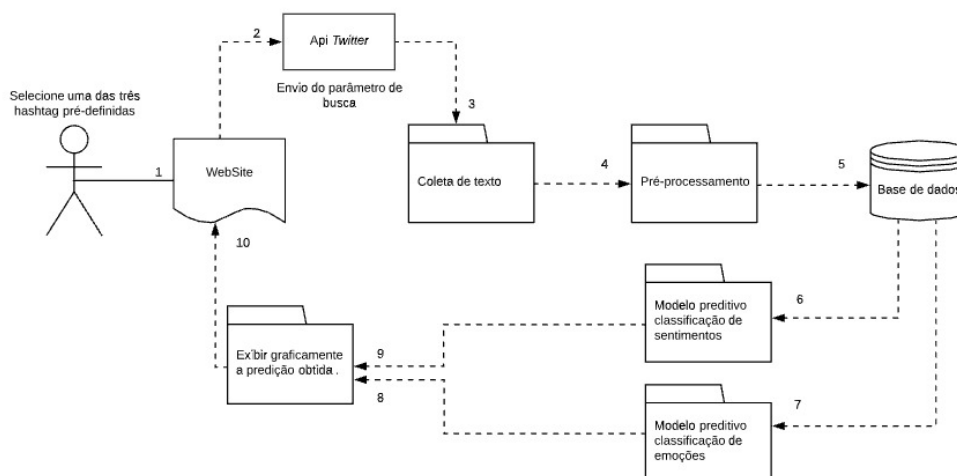 2
Api Twitter
Envio do parâmetro de
busca
3
Selecione uma das três
hashtag pré-definidas
1
WebSite
Coleta de texto
4
Pré-processamento
5
Base de dados
10
6
Modelo preditivo
classificação de
sentimentos
9
Exibir graficamente
a predição obtida .
8
7
Modelo preditivo
classificação de
emoções